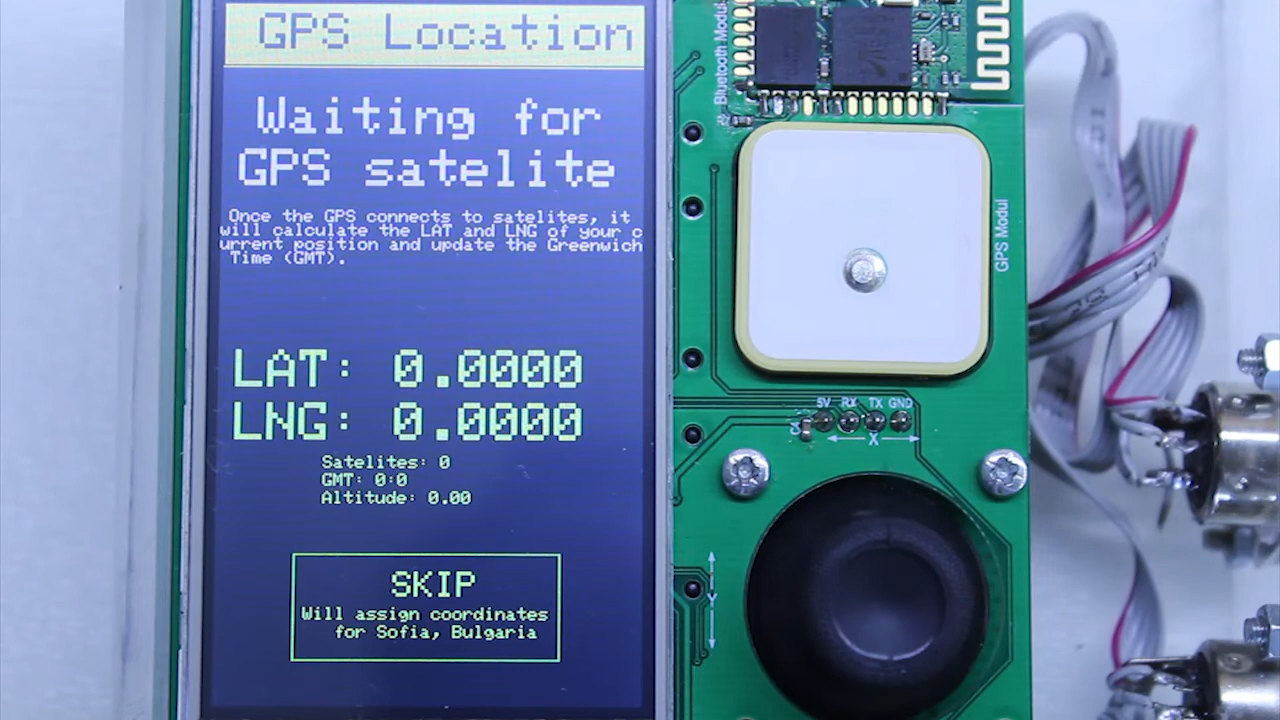 GPS Location
Waiting for
GPS satelite
Once the GPS connects to satelites, it
will calculate the LAT and LNG of your c
urrent position and update the Greenwich
Time (GMT).
LAT: 0.0000
LNG: 0.0000
Satelites: 0
GMT: 0:0
Altitude: 0.00
SKIP
Will assign coordinates
for Sofia, Bulgaria
Bluetooth Modul
GPS Modul
5V RX TX GND
X
Y